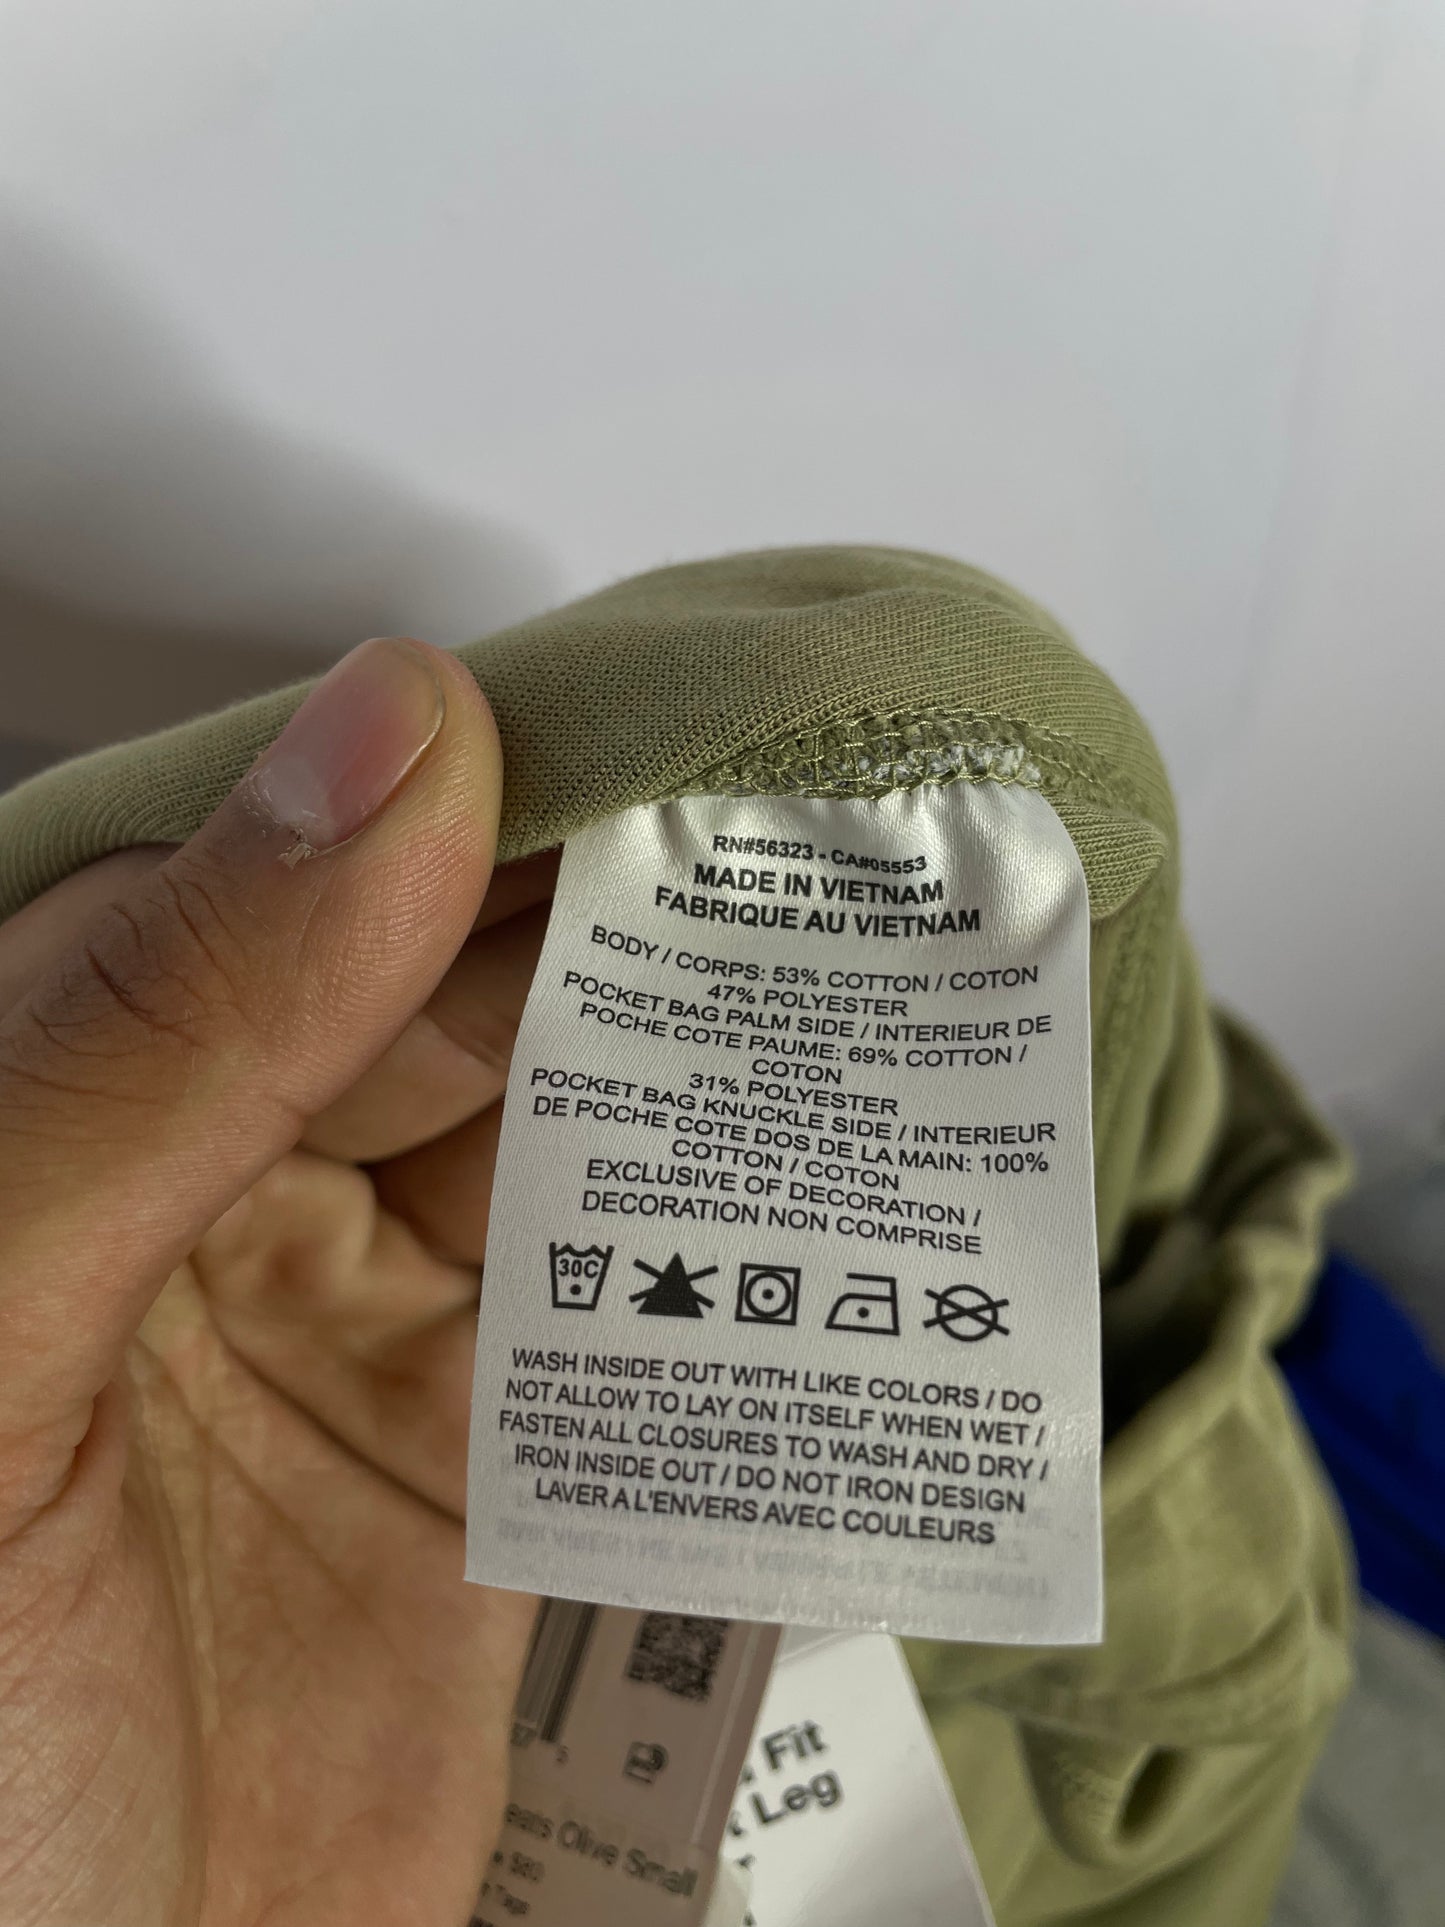 RN#56323 - CA#05553
MADE IN VIETNAM
FABRIQUE AU VIETNAM
BODY / CORPS: 53% COTTON / COTON
47% POLYESTER
POCKET BAG PALM SIDE / INTERIEUR DE
POCHE COTE PAUME: 69% COTTON /
COTON
31% POLYESTER
POCKET BAG KNUCKLE SIDE / INTERIEUR
DE POCHE COTE DOS DE LA MAIN: 100%
COTTON / COTON
EXCLUSIVE OF DECORATION /
DECORATION NON COMPRISE
30C
WASH INSIDE OUT WITH LIKE COLORS / DO
NOT ALLOW TO LAY ON ITSELF WHEN WET /
FASTEN ALL CLOSURES TO WASH AND DRY /
IRON INSIDE OUT / DO NOT IRON DESIGN
LAVER A L'ENVERS AVEC COULEURS
Fit
Leg
Olive Small